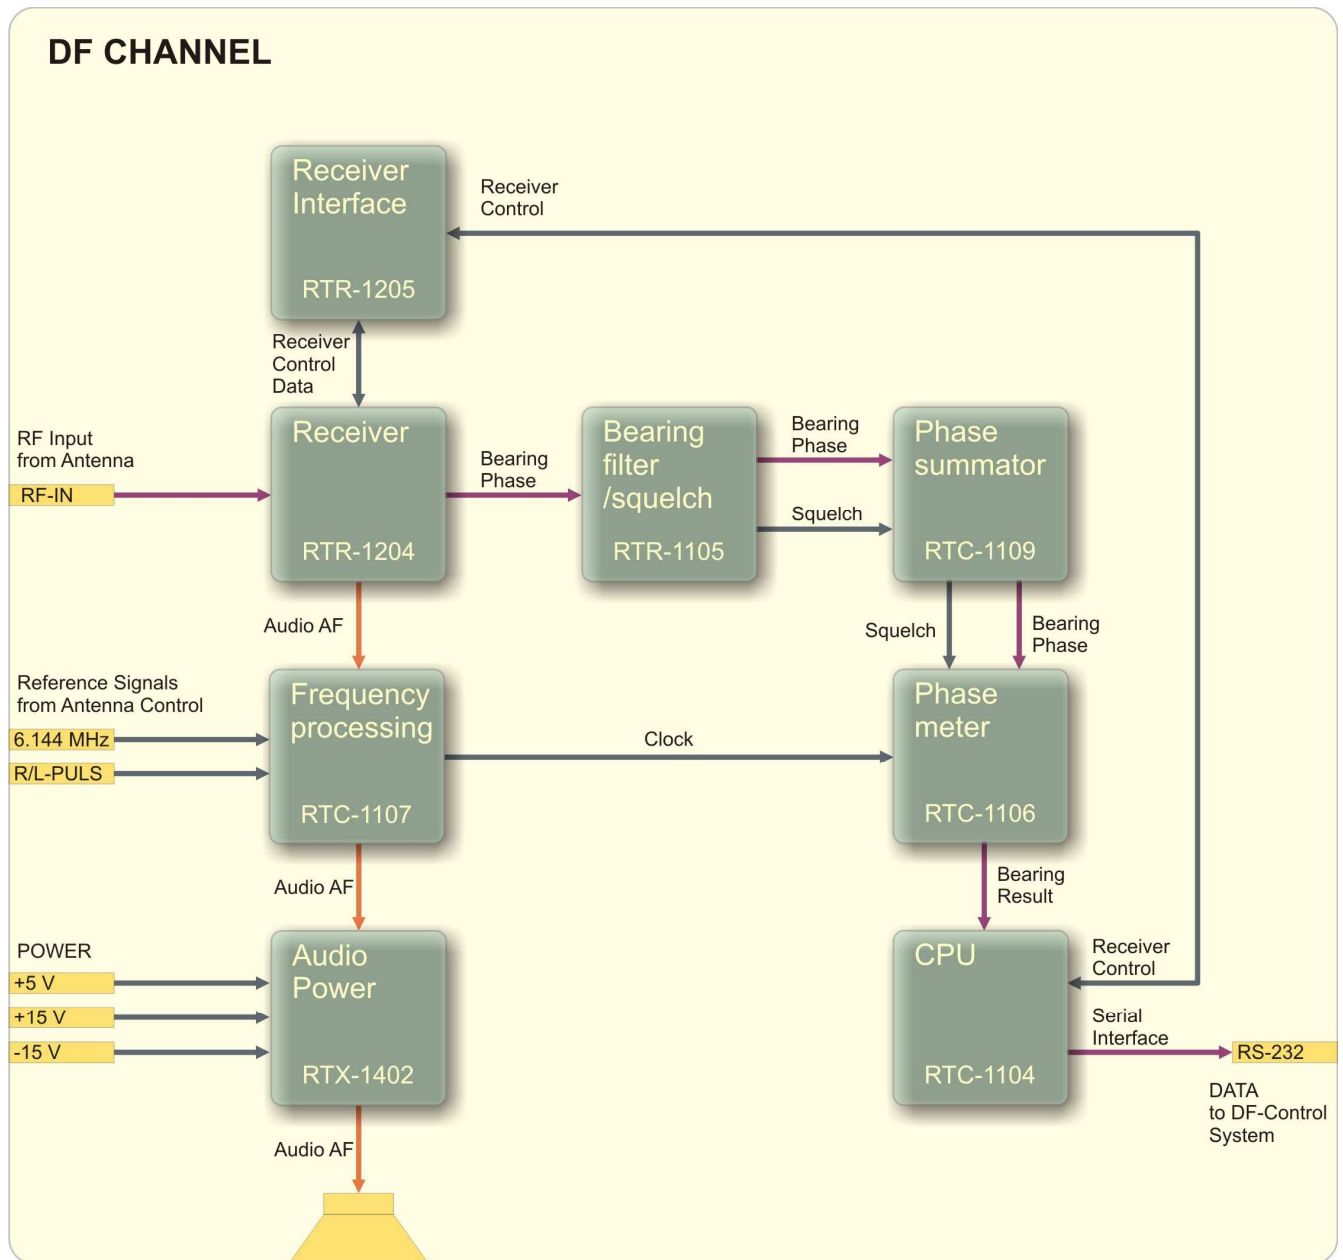 DF CHANNEL
Receiver
Interface
RTR-1205
Receiver
Control
Receiver
Control
Data
RF Input
from Antenna
RF-IN
Receiver
RTR-1204
Bearing
Phase
Bearing
filter
/squelch
RTR-1105
Bearing
Phase
Squelch
Phase
summator
RTC-1109
Audio AF
Squelch
Bearing
Phase
Reference Signals
from Antenna Control
6.144 MHz
R/L-PULS
Frequency
processing
RTC-1107
Clock
Phase
meter
RTC-1106
Audio AF
Bearing
Result
POWER
+5 V
+15 V
-15 V
Audio
Power
RTX-1402
CPU
RTC-1104
Receiver
Control
Serial
Interface
RS-232
DATA
to DF-Control
System
Audio AF